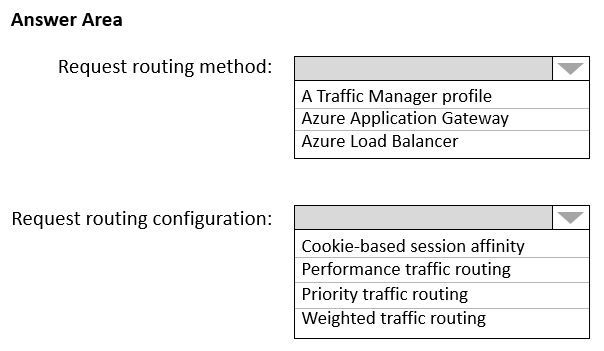 Answer Area
Request routing method:
A Traffic Manager profile
Azure Application Gateway
Azure Load Balancer
Request routing configuration:
Cookie-based session affinity
Performance traffic routing
Priority traffic routing
Weighted traffic routing